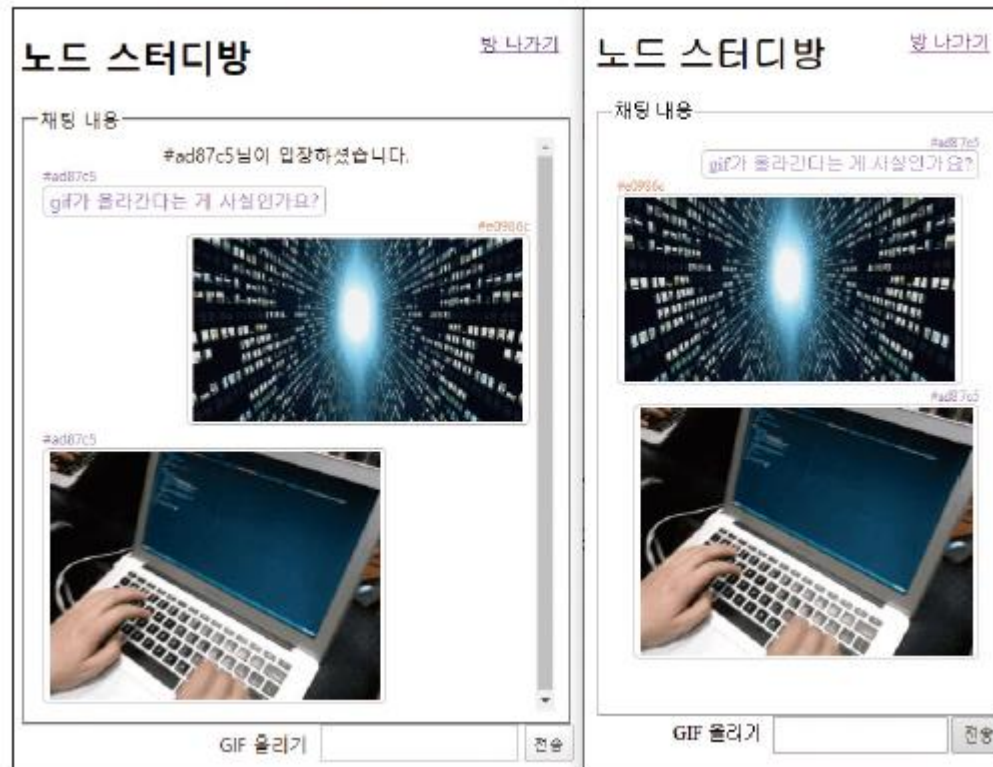 노드 스터디방
방 나가기
채팅 내용
#ad87c5님이 입장하셨습니다.
#ad87c5
gif가 올라간다는 게 사실인가요?
#e0986c
#ad87c5
GIF 올리기
전송
노드 스터디방
방 나가기
채팅 내용
#ad87c5
gif가 올라간다는 게 사실인가요?
#e0986c
#ad87c5
GIF 올리기
전송